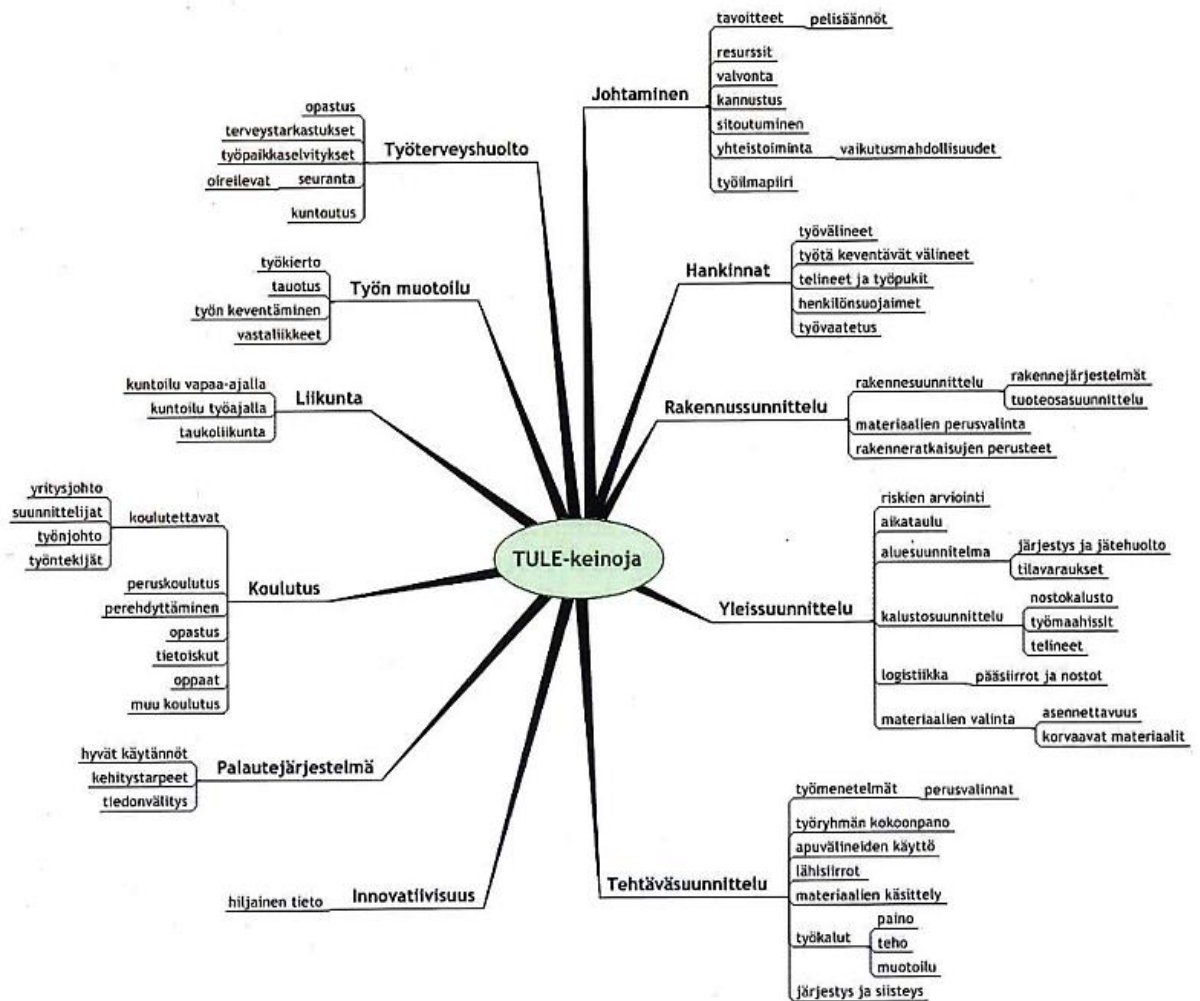 TULE-keinoja
Johtaminen
tavoitteet
pelisäännöt
resurssit
valvonta
kannustus
sitoutuminen
yhteistoiminta
vaikutusmahdollisuudet
työilmapiiri
Hankinnat
työvälineet
työtä keventävät välineet
telineet ja työpukit
henkilönsuojaimet
työvaatetus
Rakennussunnittelu
rakennesuunnittelu
rakennejärjestelmät
tuoteosasuunnittelu
materiaalien perusvalinta
rakenneratkaisujen perusteet
Yleissuunnittelu
riskien arviointi
aikataulu
aluesuunnitelma
järjestys ja jätehuolto
tilavaraukset
kalustosuunnittelu
nostokalusto
työmaahissit
telineet
logistiikka
pääsiirrot ja nostot
materiaalien valinta
asennettavuus
korvaavat materiaalit
Tehtäväsuunnittelu
työmenetelmät
perusvalinnat
työryhmän kokoonpano
apuvälineiden käyttö
lähisiirrot
materiaalien käsittely
työkalut
paino
teho
muotoilu
järjestys ja siisteys
Työterveyshuolto
opastus
terveystarkastukset
työpaikkaselvitykset
seuranta
oireilevat
kuntoutus
Työn muotoilu
työkierto
tauotus
työn keventäminen
vastaliikkeet
Liikunta
kuntoilu vapaa-ajalla
kuntoilu työajalla
taukoliikunta
Koulutus
koulutettavat
yritysjohto
suunnittelijat
työnjohto
työntekijät
peruskoulutus
perehdyttäminen
opastus
tietoiskut
oppaat
muu koulutus
Palautejärjestelmä
hyvät käytännöt
kehitystarpeet
tiedonvälitys
Innovatiivisuus
hiljainen tieto